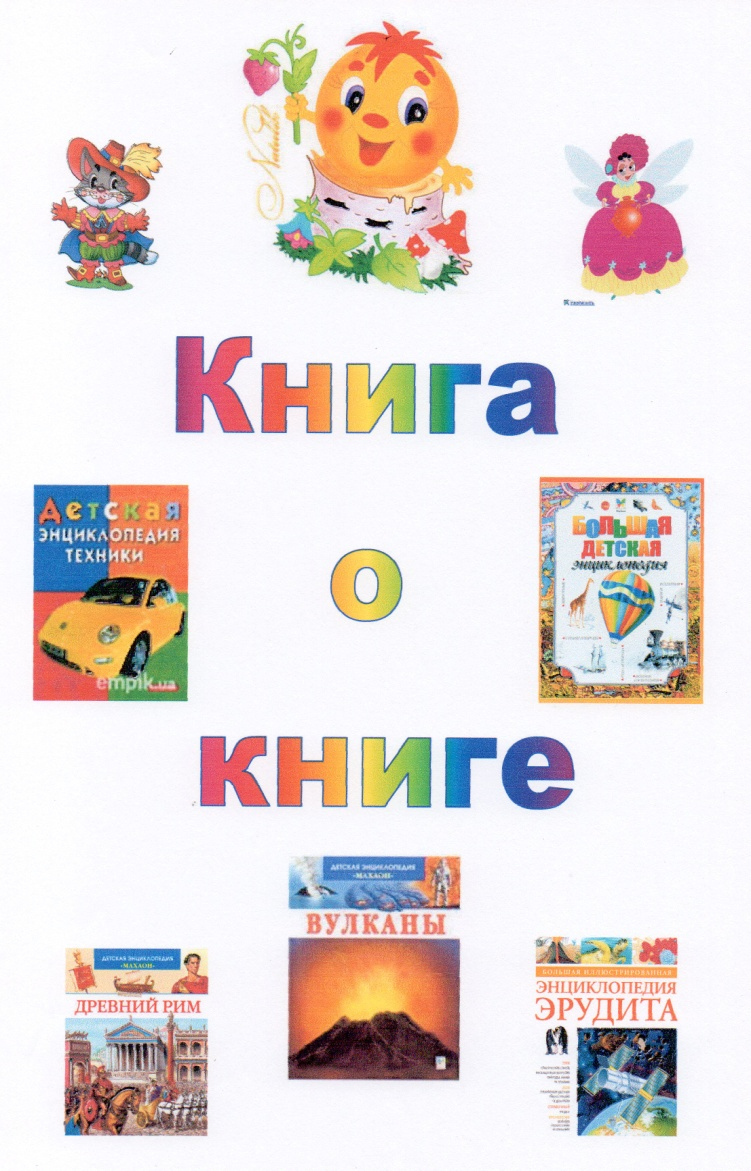 Natali
Книга
Детская
ЭНЦИКЛОПЕДИЯ
ТЕХНИКИ
empik.ua
о
БОЛЬШАЯ
ДЕТСКАЯ
энциклопедия
книге
ДЕТСКАЯ ЭНЦИКЛОПЕДИЯ
«МАХАОН»
ВУЛКАНЫ
ДЕТСКАЯ ЭНЦИКЛОПЕДИЯ
«МАХАОН»
ДРЕВНИЙ РИМ
БОЛЬШАЯ ИЛЛЮСТРИРОВАННАЯ
ЭНЦИКЛОПЕДИЯ
ЭРУДИТА